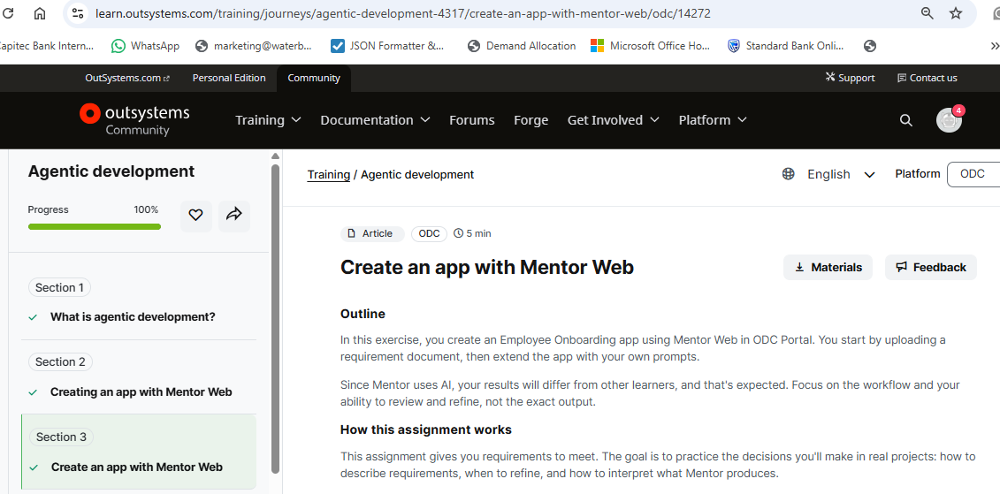 learn.outsystems.com/training/journeys/agentic-development-4317/create-an-app-with-mentor-web/odc/14272
Capitec Bank Intern... WhatsApp marketing@waterb... JSON Formatter &... Demand Allocation Microsoft Office Ho... Standard Bank Onli... »
OutSystems.com Personal Edition Community Support Contact us
outsystems
Community
Training Documentation Forums Forge Get Involved Platform 4
Agentic development
Progress 100%
Section 1
What is agentic development?
Section 2
Creating an app with Mentor Web
Section 3
Create an app with Mentor Web
Training / Agentic development English Platform ODC
Article ODC 5 min
Create an app with Mentor Web Materials Feedback
Outline
In this exercise, you create an Employee Onboarding app using Mentor Web in ODC Portal. You start by uploading a
requirement document, then extend the app with your own prompts.
Since Mentor uses AI, your results will differ from other learners, and that's expected. Focus on the workflow and your
ability to review and refine, not the exact output.
How this assignment works
This assignment gives you requirements to meet. The goal is to practice the decisions you'll make in real projects: how to
describe requirements, when to refine, and how to interpret what Mentor produces.